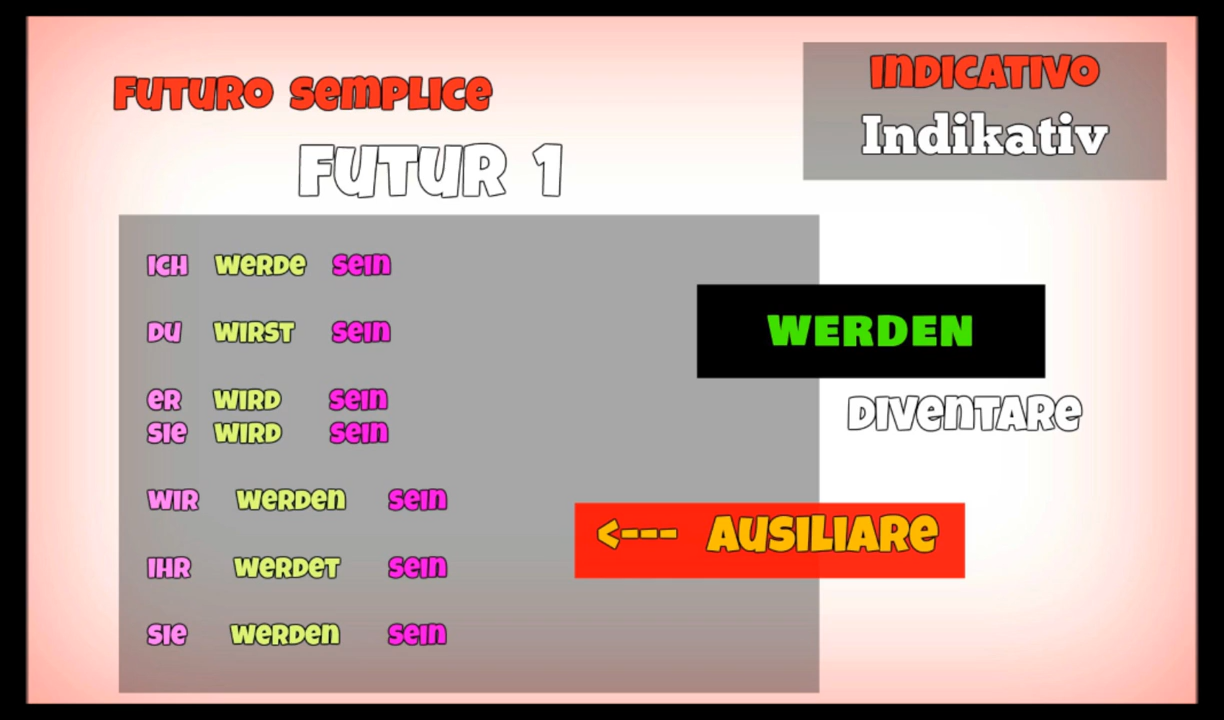 FUTURO SEMPLICE
INDICATIVO
Indikativ
FUTUR 1
ICH WERDE SEIN
DU WIRST SEIN
ER WIRD SEIN
SIE WIRD SEIN
WIR WERDEN SEIN
IHR WERDET SEIN
SIE WERDEN SEIN
WERDEN
DIVENTARE
<--- AUSILIARE